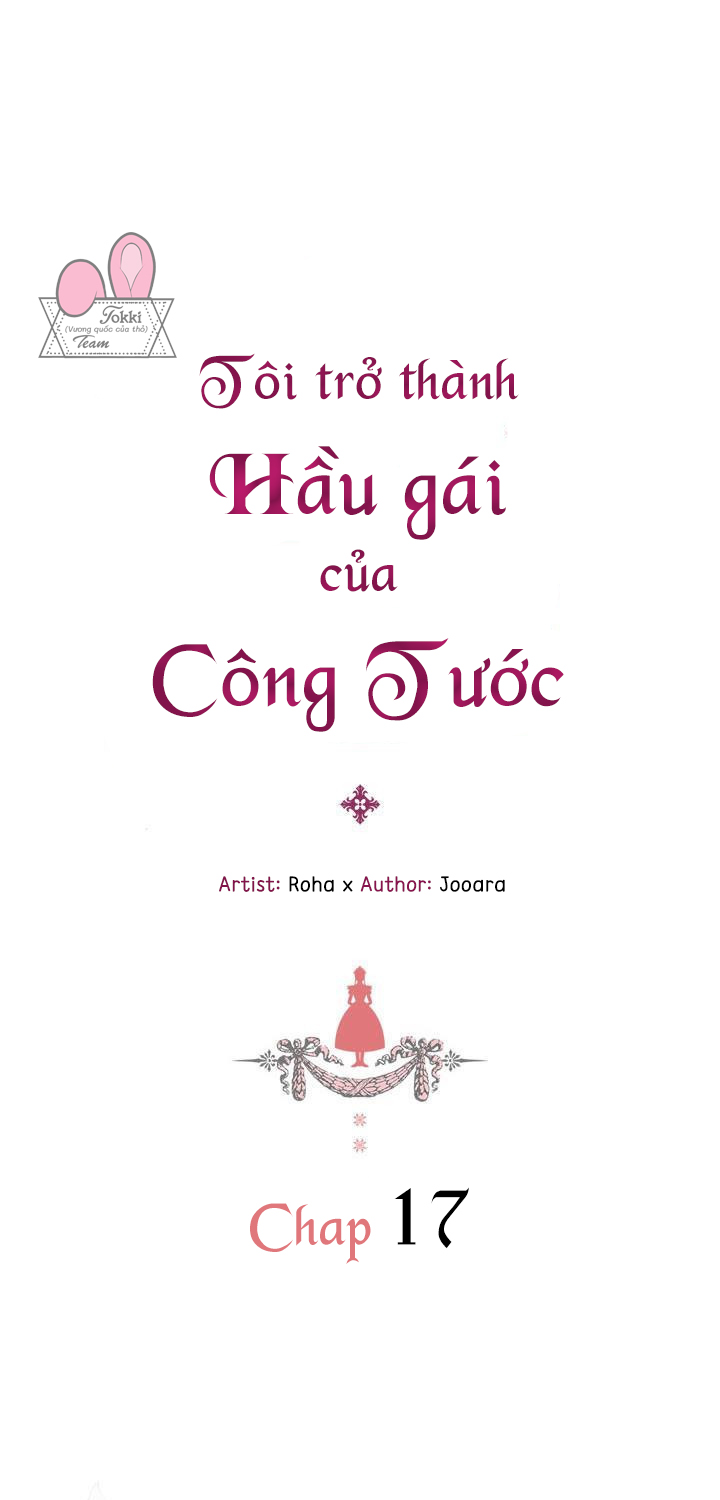 Tokki
(Vương quốc của thỏ)
Team
Tôi trở thành
Hầu gái
của
Công Tước
Artist: Roha x Author: Jooara
Chap 17